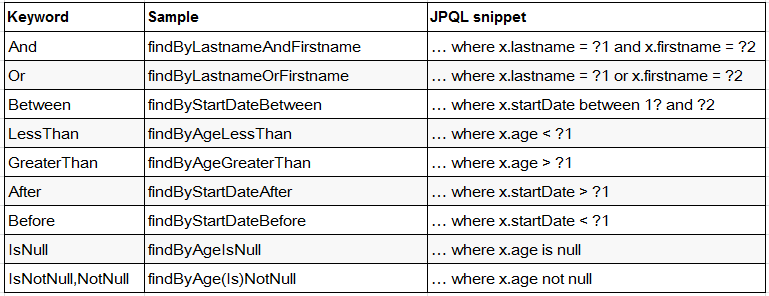 Keyword Sample JPQL snippet
And findByLastnameAndFirstname … where x.lastname = ?1 and x.firstname = ?2
Or findByLastnameOrFirstname … where x.lastname = ?1 or x.firstname = ?2
Between findByStartDateBetween … where x.startDate between 1? and ?2
LessThan findByAgeLessThan … where x.age < ?1
GreaterThan findByAgeGreaterThan … where x.age > ?1
After findByStartDateAfter … where x.startDate > ?1
Before findByStartDateBefore … where x.startDate < ?1
IsNull findByAgeIsNull … where x.age is null
IsNotNull,NotNull findByAge(Is)NotNull … where x.age not null